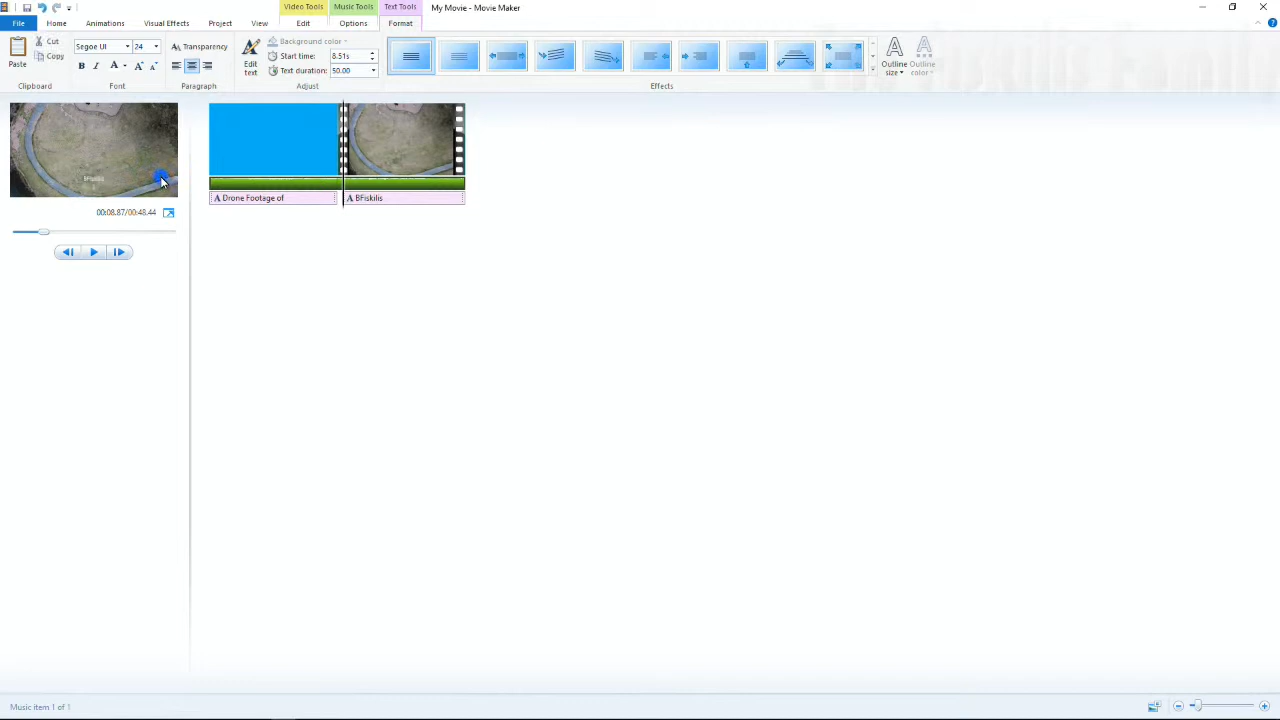 Video Tools Music Tools Text Tools My Movie - Movie Maker
File Home Animations Visual Effects Project View Edit Options Format
Paste Cut Copy Clipboard
Segoe UI 24 Transparency
B I A A A
Font
Paragraph
Edit text
Background color
Start time: 8.51s
Text duration: 50.00
Adjust
Effects
Outline size
Outline color
BFiskilis
00:08.87/00:48.44
A Drone Footage of
A BFiskilis
Music item 1 of 1